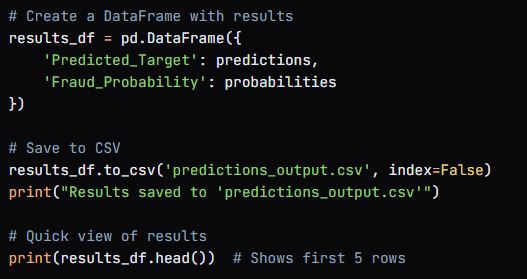 # Create a DataFrame with results
results_df = pd.DataFrame({
    'Predicted_Target': predictions,
    'Fraud_Probability': probabilities
})

# Save to CSV
results_df.to_csv('predictions_output.csv', index=False)
print("Results saved to 'predictions_output.csv'")

# Quick view of results
print(results_df.head())  # Shows first 5 rows